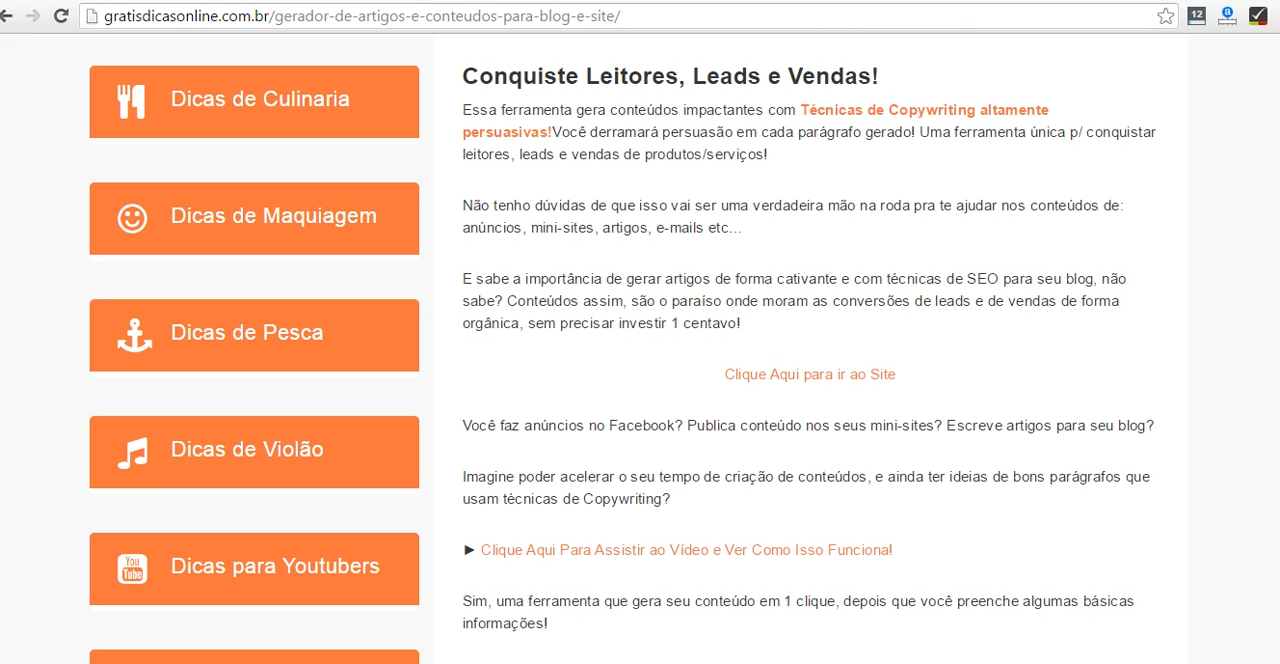 gratisdicasonline.com.br/gerador-de-artigos-e-conteudos-para-blog-e-site/
12
a
Dicas de Culinaria
Dicas de Maquiagem
Dicas de Pesca
Dicas de Violão
You
Tube
Dicas para Youtubers
Conquiste Leitores, Leads e Vendas!
Essa ferramenta gera conteúdos impactantes com Técnicas de Copywriting altamente
persuasivas!Você derramará persuasão em cada parágrafo gerado! Uma ferramenta única p/ conquistar
leitores, leads e vendas de produtos/serviços!
Não tenho dúvidas de que isso vai ser uma verdadeira mão na roda pra te ajudar nos conteúdos de:
anúncios, mini-sites, artigos, e-mails etc...
E sabe a importância de gerar artigos de forma cativante e com técnicas de SEO para seu blog, não
sabe? Conteúdos assim, são o paraíso onde moram as conversões de leads e de vendas de forma
orgânica, sem precisar investir 1 centavo!
Clique Aqui para ir ao Site
Você faz anúncios no Facebook? Publica conteúdo nos seus mini-sites? Escreve artigos para seu blog?
Imagine poder acelerar o seu tempo de criação de conteúdos, e ainda ter ideias de bons parágrafos que
usam técnicas de Copywriting?
► Clique Aqui Para Assistir ao Vídeo e Ver Como Isso Funciona!
Sim, uma ferramenta que gera seu conteúdo em 1 clique, depois que você preenche algumas básicas
informações!